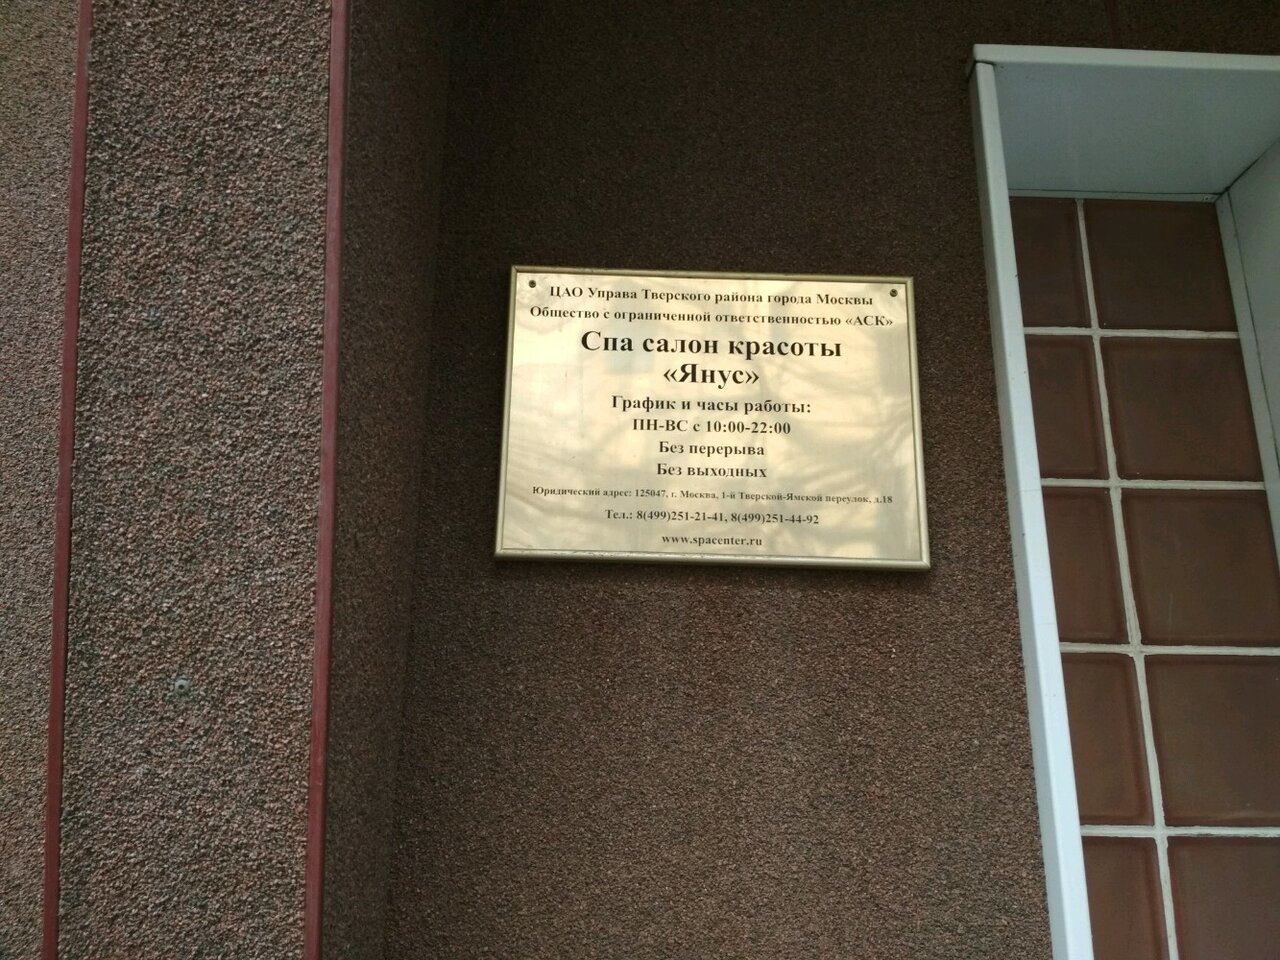 ЦАО Управа Тверского района города Москвы
Общество с ограниченной ответственностью «АСК»
Спа салон красоты
«Янус»
График и часы работы:
ПН-ВС с 10:00-22:00
Без перерыва
Без выходных
Юридический адрес: 125047, г. Москва, 1-й Тверской-Ямской переулок, д.18
Тел.: 8(499)251-21-41, 8(499)251-44-92
www.spacenter.ru